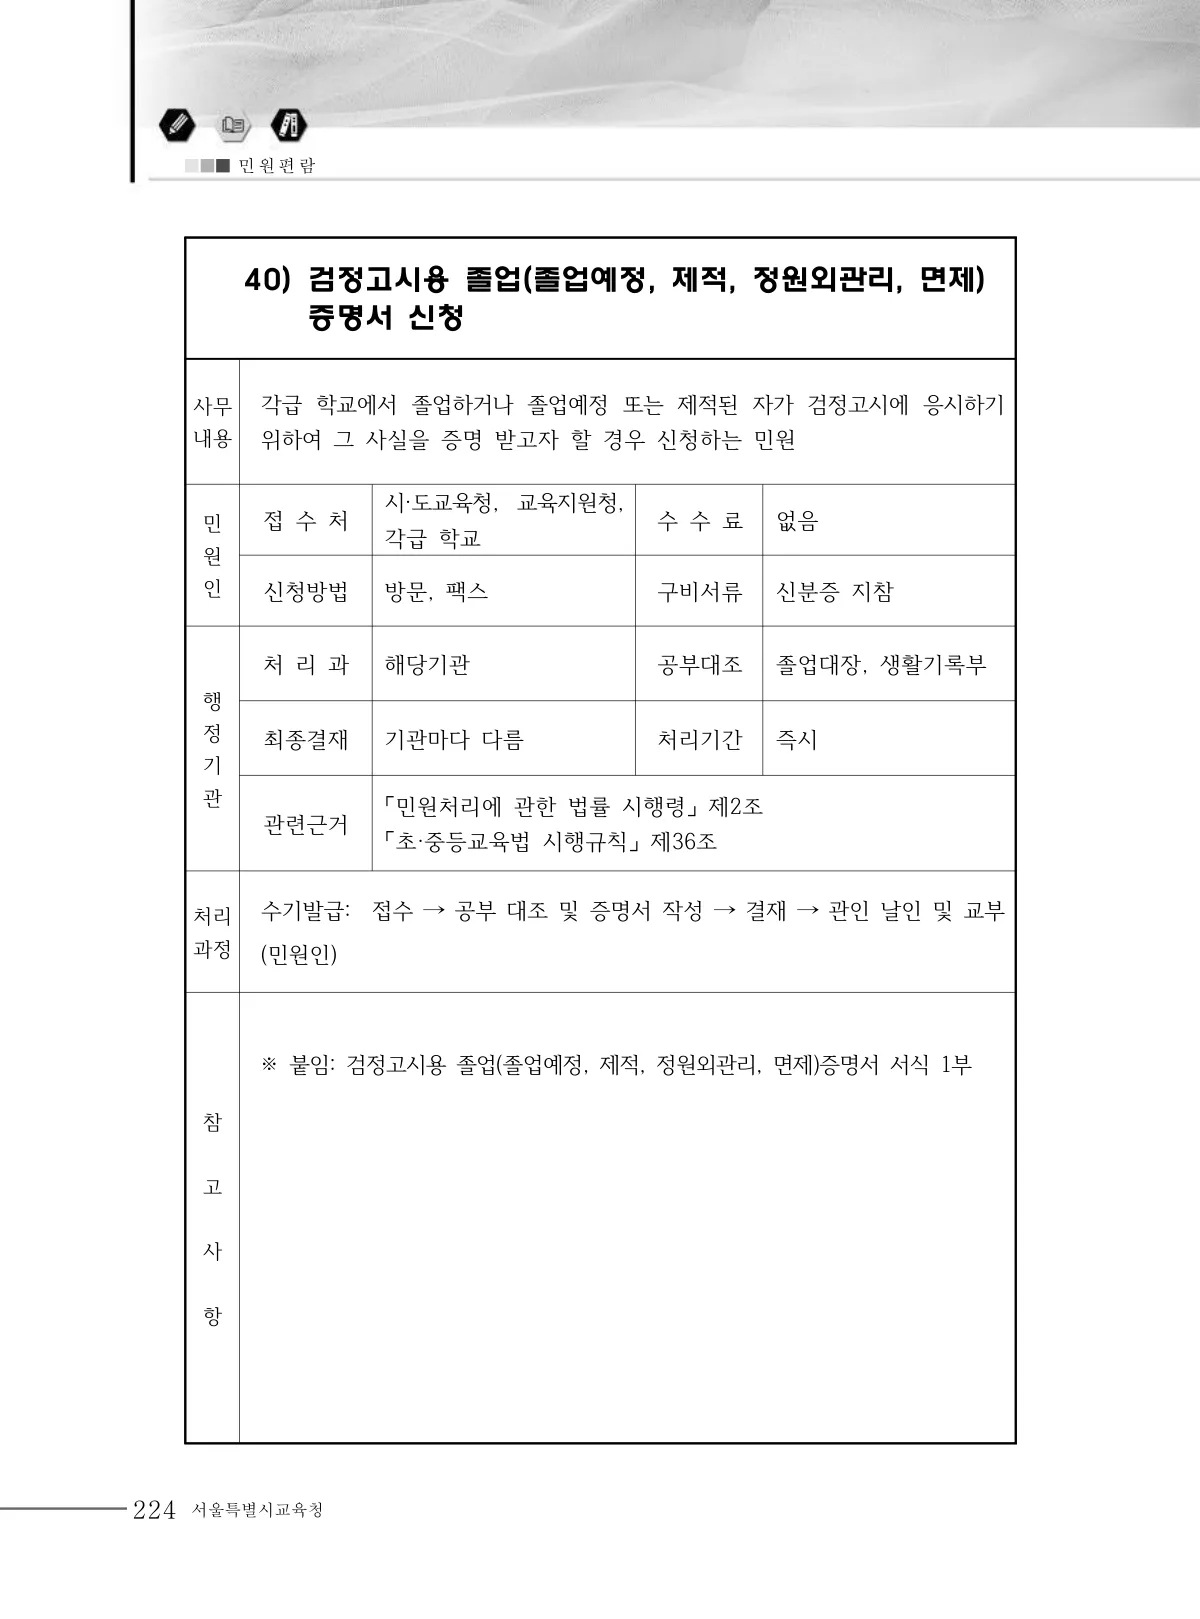 민원편람
40) 검정고시용 졸업(졸업예정, 제적, 정원외관리, 면제)
증명서 신청
사무
내용
각급 학교에서 졸업하거나 졸업예정 또는 제적된 자가 검정고시에 응시하기
위하여 그 사실을 증명 받고자 할 경우 신청하는 민원
민
원
인
접 수 처
시·도교육청, 교육지원청,
각급 학교
수 수 료
없음
신청방법
방문, 팩스
구비서류
신분증 지참
행
정
기
관
처 리 과
해당기관
공부대조
졸업대장, 생활기록부
최종결재
기관마다 다름
처리기간
즉시
관련근거
「민원처리에 관한 법률 시행령」 제2조
「초·중등교육법 시행규칙」 제36조
처리
과정
수기발급: 접수 → 공부 대조 및 증명서 작성 → 결재 → 관인 날인 및 교부
(민원인)
참
고
사
항
※ 붙임: 검정고시용 졸업(졸업예정, 제적, 정원외관리, 면제)증명서 서식 1부
224 서울특별시교육청